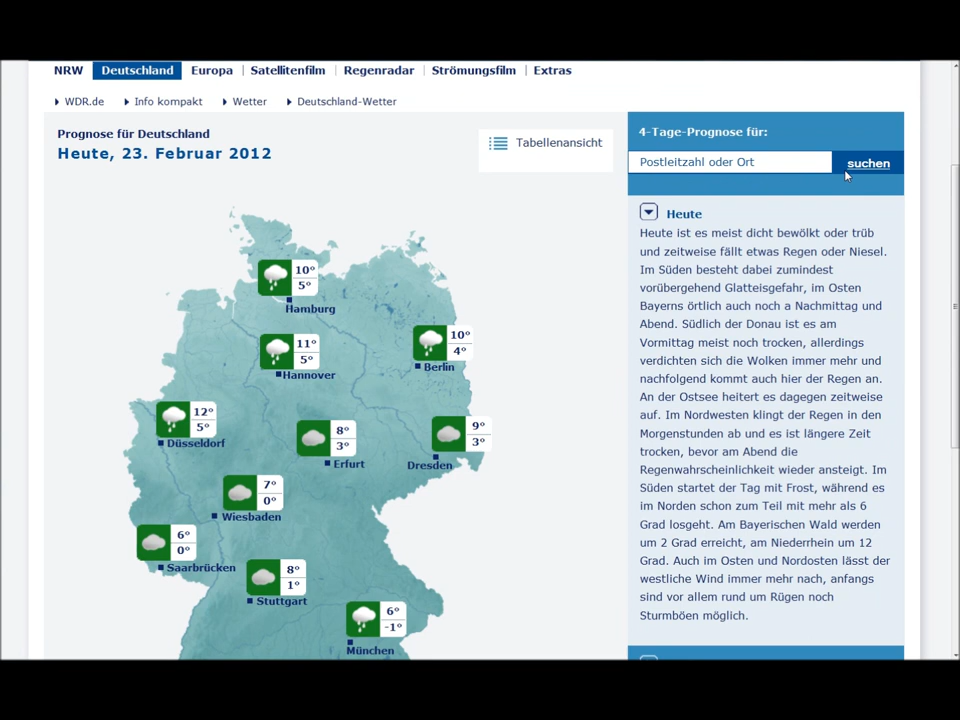 NRW Deutschland Europa Satellitenfilm Regenradar Strömungsfilm Extras
WDR.de Info kompakt Wetter Deutschland-Wetter
Prognose für Deutschland
Heute, 23. Februar 2012
Tabellenansicht
10°
5°
Hamburg
11°
5°
Hannover
10°
4°
Berlin
12°
5°
Düsseldorf
8°
3°
Erfurt
9°
3°
Dresden
7°
0°
Wiesbaden
6°
0°
Saarbrücken
8°
1°
Stuttgart
6°
-1°
München
4-Tage-Prognose für:
Postleitzahl oder Ort suchen
Heute
Heute ist es meist dicht bewölkt oder trüb
und zeitweise fällt etwas Regen oder Niesel.
Im Süden besteht dabei zumindest
vorübergehend Glatteisgefahr, im Osten
Bayerns örtlich auch noch a Nachmittag und
Abend. Südlich der Donau ist es am
Vormittag meist noch trocken, allerdings
verdichten sich die Wolken immer mehr und
nachfolgend kommt auch hier der Regen an.
An der Ostsee heitert es dagegen zeitweise
auf. Im Nordwesten klingt der Regen in den
Morgenstunden ab und es ist längere Zeit
trocken, bevor am Abend die
Regenwahrscheinlichkeit wieder ansteigt. Im
Süden startet der Tag mit Frost, während es
im Norden schon zum Teil mit mehr als 6
Grad losgeht. Am Bayerischen Wald werden
um 2 Grad erreicht, am Niederrhein um 12
Grad. Auch im Osten und Nordosten lässt der
westliche Wind immer mehr nach, anfangs
sind vor allem rund um Rügen noch
Sturmböen möglich.